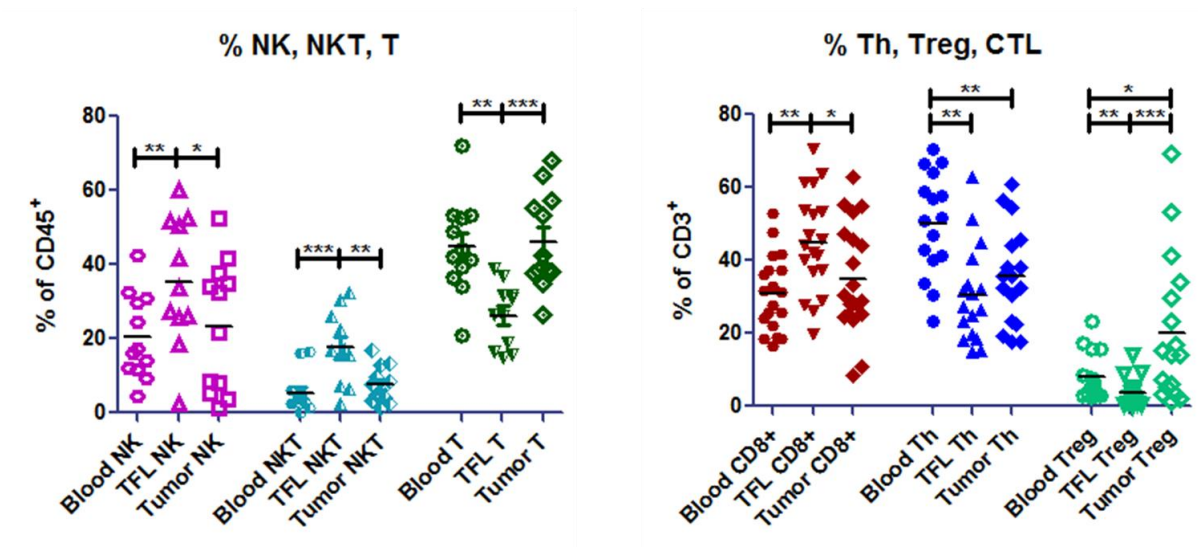 % NK, NKT, T
% of CD45+
80
60
40
20
0
** *
*** **
** ***
Blood NK
TFL NK
Tumor NK
Blood NKT
TFL NKT
Tumor NKT
Blood T
TFL T
Tumor T
% Th, Treg, CTL
% of CD3+
80
60
40
20
0
** *
**
**
*
** ***
Blood CD8+
TFL CD8+
Tumor CD8+
Blood Th
TFL Th
Tumor Th
Blood Treg
TFL Treg
Tumor Treg